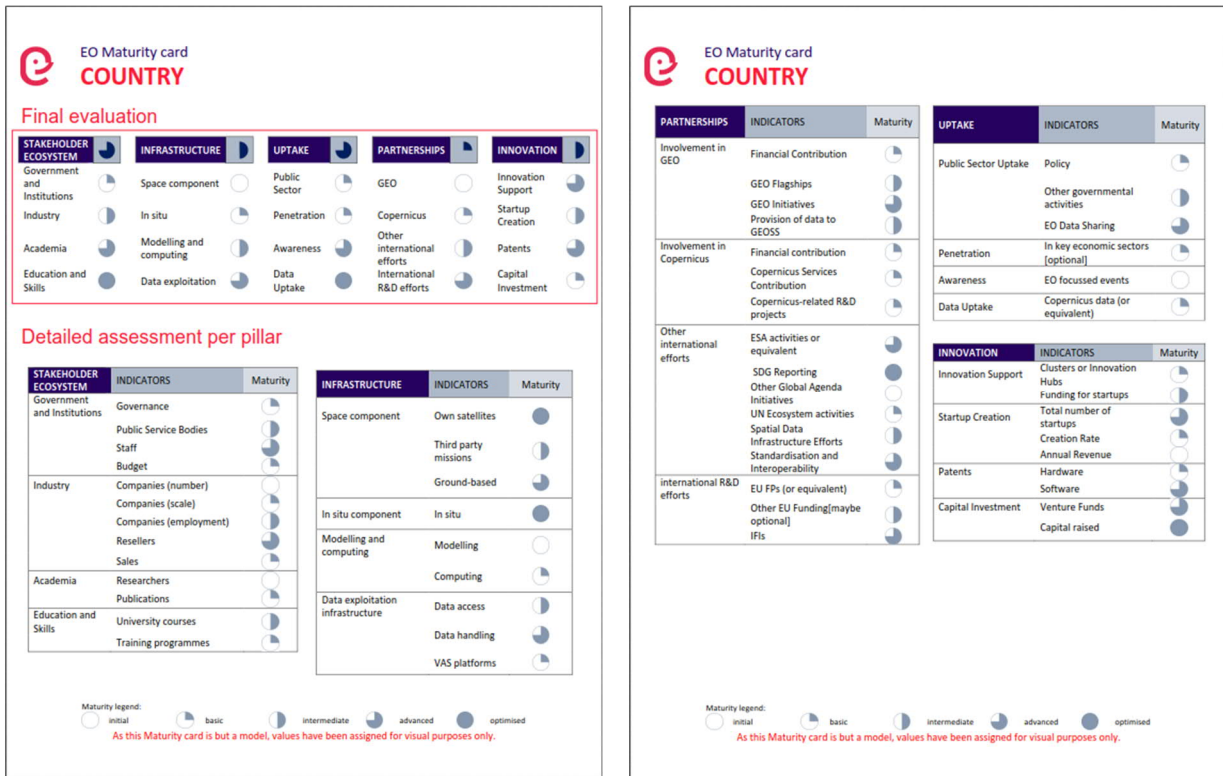 EO Maturity card
COUNTRY
Final evaluation
STAKEHOLDER
ECOSYSTEM
INFRASTRUCTURE
UPTAKE
PARTNERSHIPS
INNOVATION
Government
and
Institutions
Space component
Public
Sector
GEO
Innovation
Support
Industry
In situ
Penetration
Copernicus
Startup
Creation
Academia
Modelling and
computing
Awareness
Other
international
efforts
Patents
Education and
Skills
Data exploitation
Data
Uptake
International
R&D efforts
Capital
Investment
Detailed assessment per pillar
STAKEHOLDER
ECOSYSTEM
INDICATORS
Maturity
Government
and Institutions
Governance
Public Service Bodies
Staff
Budget
Industry
Companies (number)
Companies (scale)
Companies (employment)
Resellers
Sales
Academia
Researchers
Publications
Education and
Skills
University courses
Training programmes
INFRASTRUCTURE
INDICATORS
Maturity
Space component
Own satellites
Third party
missions
Ground-based
In situ component
In situ
Modelling and
computing
Modelling
Computing
Data exploitation
infrastructure
Data access
Data handling
VAS platforms
Maturity legend:
initial
basic
intermediate
advanced
optimised
As this Maturity card is but a model, values have been assigned for visual purposes only.
EO Maturity card
COUNTRY
PARTNERSHIPS
INDICATORS
Maturity
Involvement in
GEO
Financial Contribution
GEO Flagships
GEO Initiatives
Provision of data to
GEOSS
Involvement in
Copernicus
Financial contribution
Copernicus Services
Contribution
Copernicus-related R&D
projects
Other
international
efforts
ESA activities or
equivalent
SDG Reporting
Other Global Agenda
Initiatives
UN Ecosystem activities
Spatial Data
Infrastructure Efforts
Standardisation and
Interoperability
international R&D
efforts
EU FPs (or equivalent)
Other EU Funding[maybe
optional]
IFIs
UPTAKE
INDICATORS
Maturity
Public Sector Uptake
Policy
Other governmental
activities
EO Data Sharing
Penetration
In key economic sectors
[optional]
Awareness
EO focussed events
Data Uptake
Copernicus data (or
equivalent)
INNOVATION
INDICATORS
Maturity
Innovation Support
Clusters or Innovation
Hubs
Funding for startups
Startup Creation
Total number of
startups
Creation Rate
Annual Revenue
Patents
Hardware
Software
Capital Investment
Venture Funds
Capital raised
Maturity legend:
initial
basic
intermediate
advanced
optimised
As this Maturity card is but a model, values have been assigned for visual purposes only.